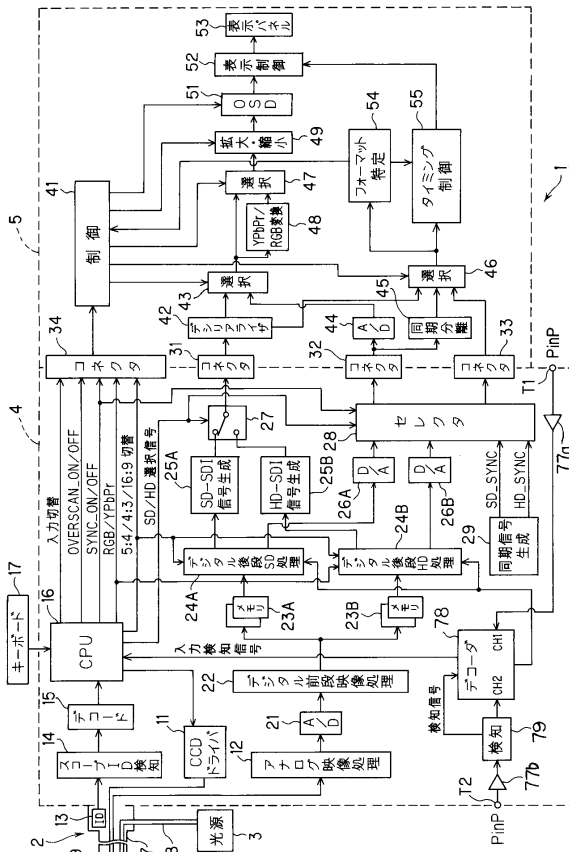 5
53
表示パネル
52
表示制御
51
OSD
49
拡大・縮小
47
選択
48
YPbPr/
RGB変換
54
フォーマット
特定
55
タイミング
制御
1
41
制御
43
選択
42
デシリアライザ
44
A/D
45
同期分離
46
選択
34
コネクタ
31
コネクタ
32
コネクタ
33
コネクタ
T1
PinP
77a
4
入力切替
OVERSCAN_ON/OFF
SYNC_ON/OFF
RGB/YPbPr
5:4/4:3/16:9 切替
SD/HD 選択信号
27
25A
SD-SDI
信号生成
25B
HD-SDI
信号生成
28
セレクタ
26A
D/A
26B
D/A
SD_SYNC
HD_SYNC
29
同期信号
生成
24A
デジタル後段SD処理
24B
デジタル後段HD処理
23A
メモリ
23B
メモリ
78
デコーダ
CH1
CH2
検知信号
79
検知
77b
T2
PinP
17
キーボード
16
CPU
入力検知信号
22
デジタル前段映像処理
21
A/D
15
デコード
14
スコープID検知
11
CCD
ドライバ
12
アナログ映像処理
13
ID
2
光源
3